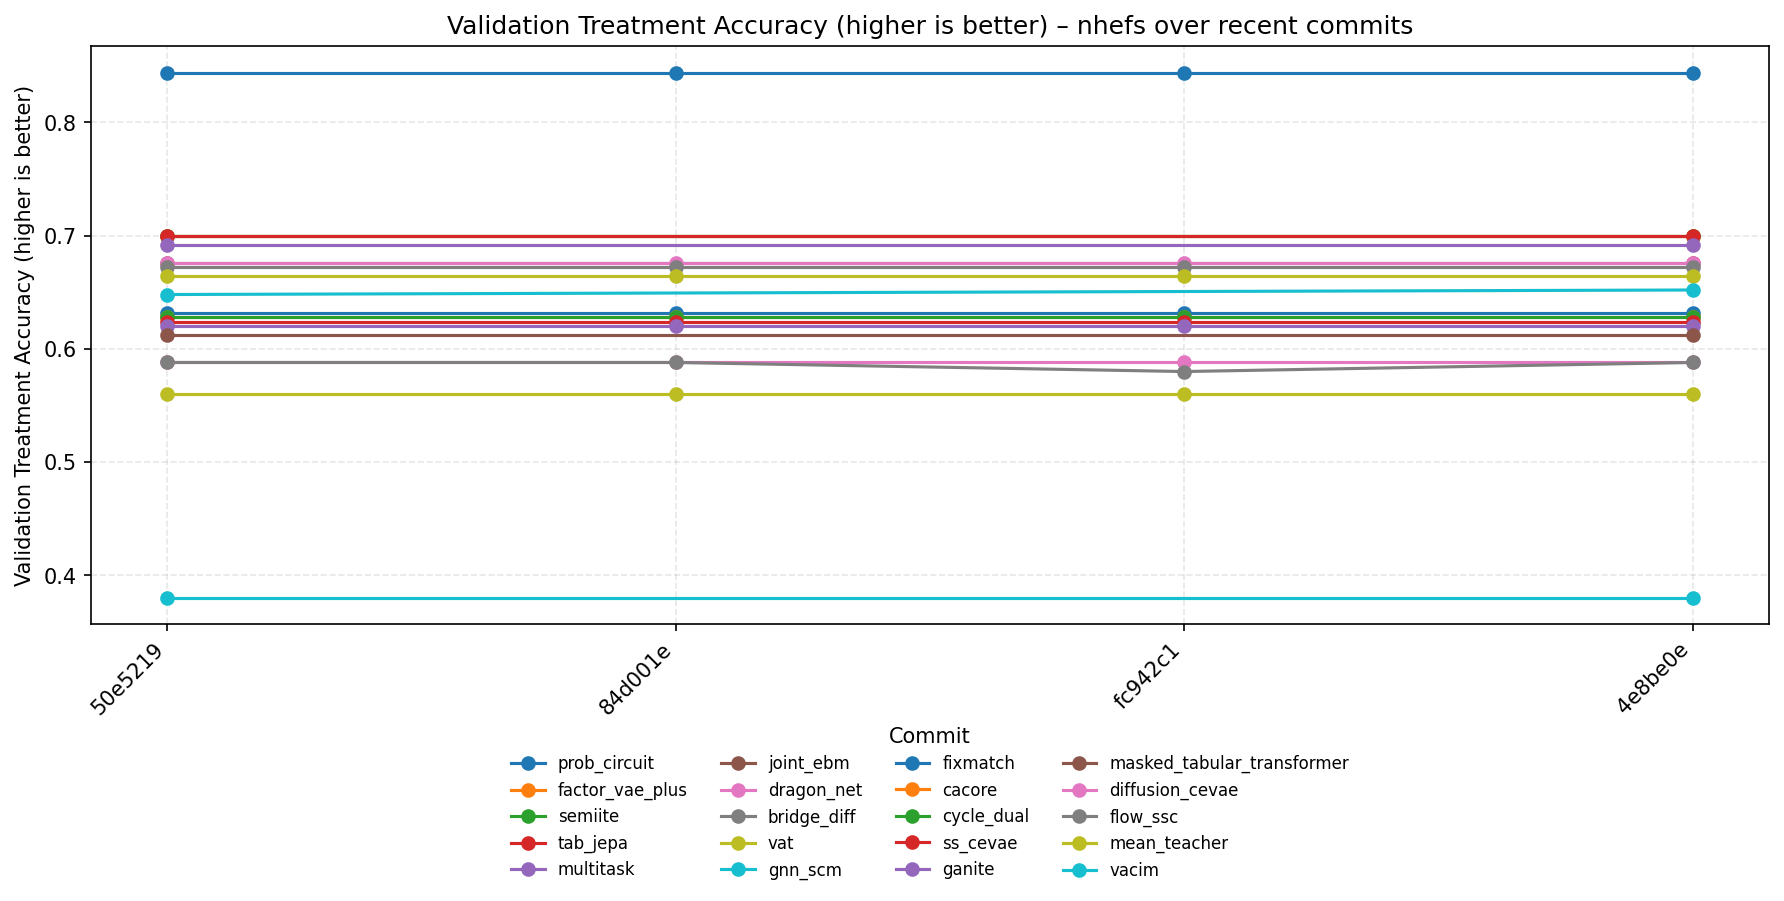 Validation Treatment Accuracy (higher is better) – nhefs over recent commits
Validation Treatment Accuracy (higher is better)
0.8
0.7
0.6
0.5
0.4
50e5219
84d001e
fc942c1
4e8be0e
Commit
prob_circuit
factor_vae_plus
semiite
tab_jepa
multitask
joint_ebm
dragon_net
bridge_diff
vat
gnn_scm
fixmatch
cacore
cycle_dual
ss_cevae
ganite
masked_tabular_transformer
diffusion_cevae
flow_ssc
mean_teacher
vacim